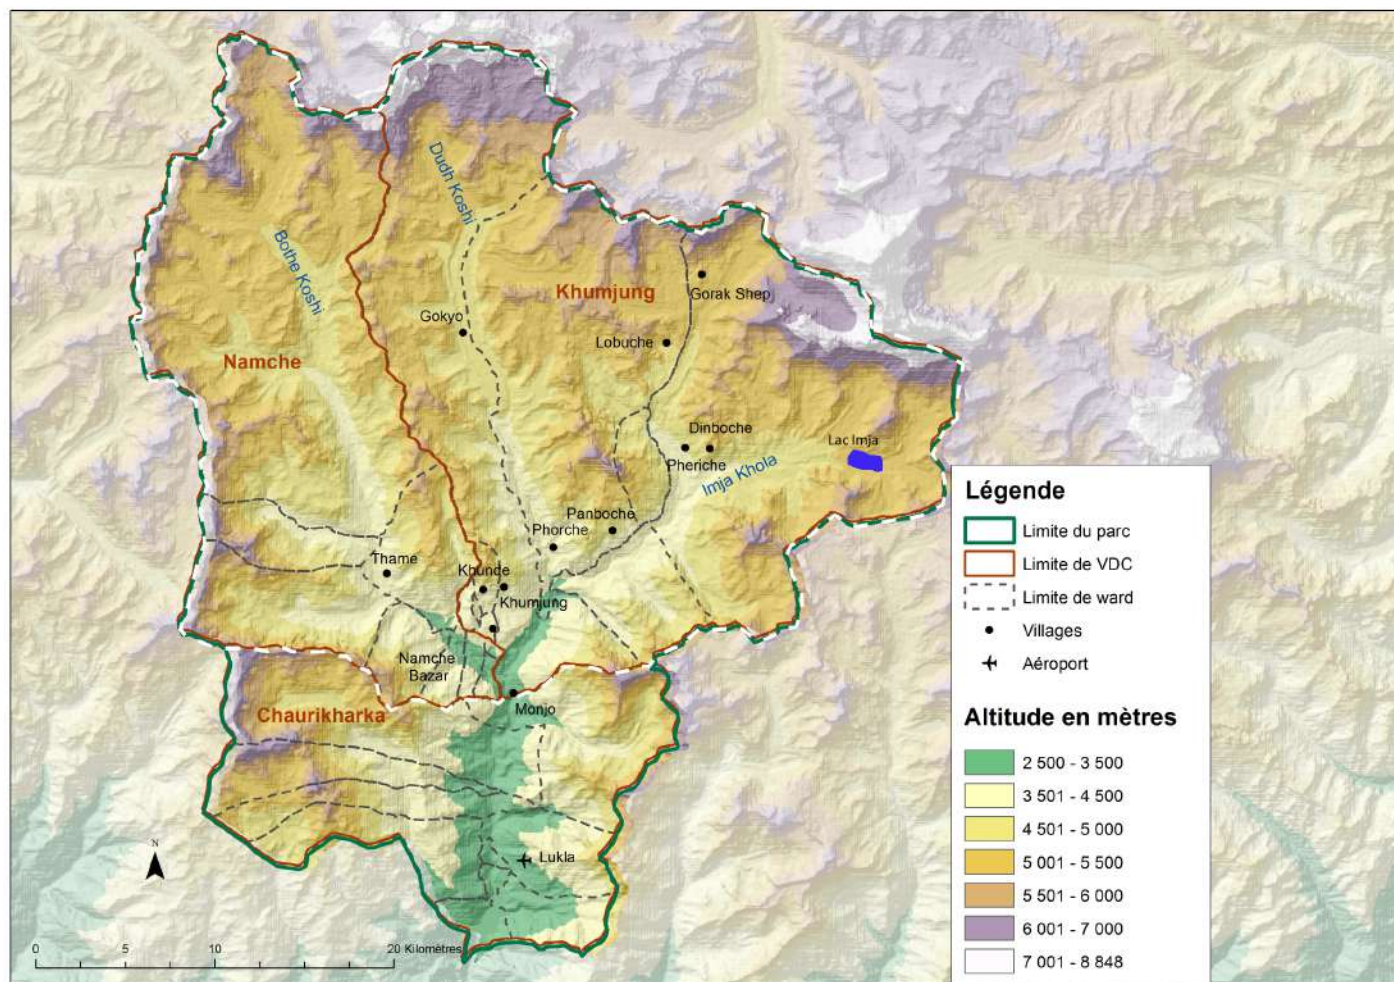 Dudh Koshi
Bothe Koshi
Khumjung
Gorak Shep
Gokyo
Lobuche
Namche
Dinboche
Lac Imja
Pheriche
Imja Khola
Panboche
Phorche
Thame
Khunde
Khumjung
Namche
Bazar
Monjo
Chaurikharka
Lukla
N
0 5 10 20 Kilomètres
Légende
Limite du parc
Limite de VDC
Limite de ward
Villages
Aéroport
Altitude en mètres
2 500 - 3 500
3 501 - 4 500
4 501 - 5 000
5 001 - 5 500
5 501 - 6 000
6 001 - 7 000
7 001 - 8 848